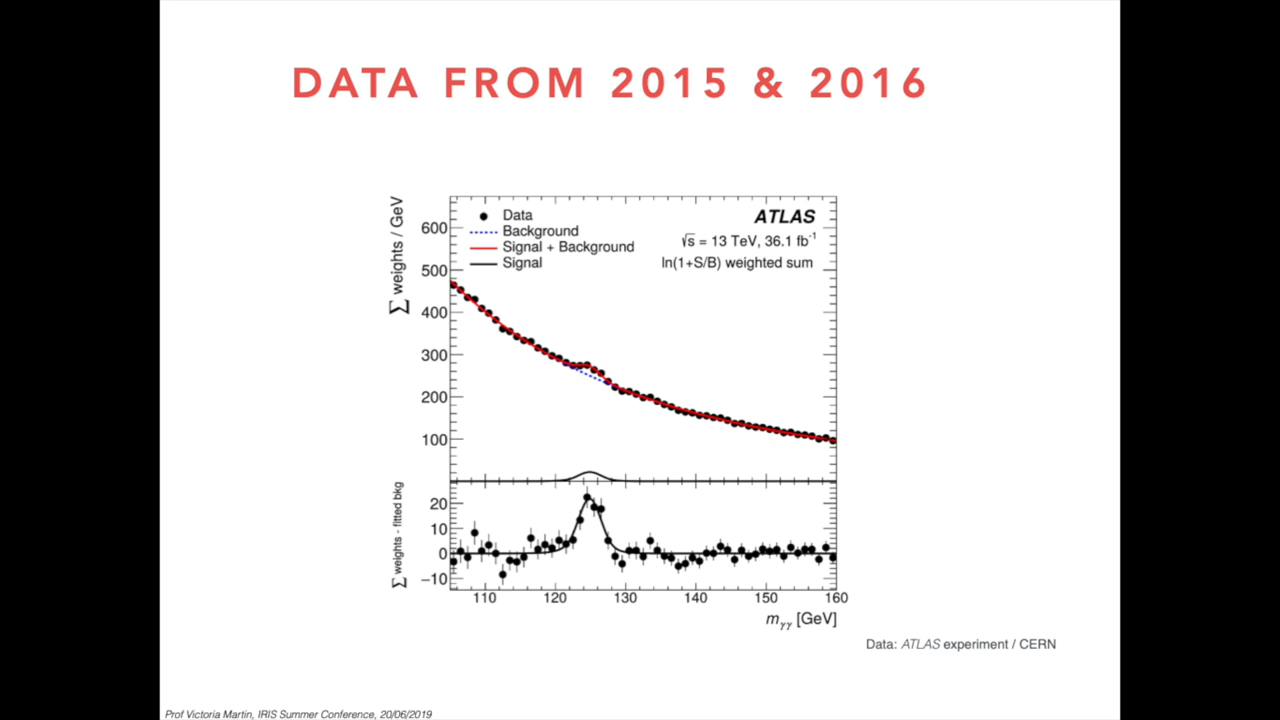 DATA FROM 2015 & 2016
Data
Background
Signal + Background
Signal
ATLAS
√s = 13 TeV, 36.1 fb⁻¹
ln(1+S/B) weighted sum
∑ weights / GeV
600
500
400
300
200
100
∑ weights - fitted bkg
20
10
0
−10
110 120 130 140 150 160
mγγ [GeV]
Data: ATLAS experiment / CERN
Prof Victoria Martin, IRIS Summer Conference, 20/06/2019